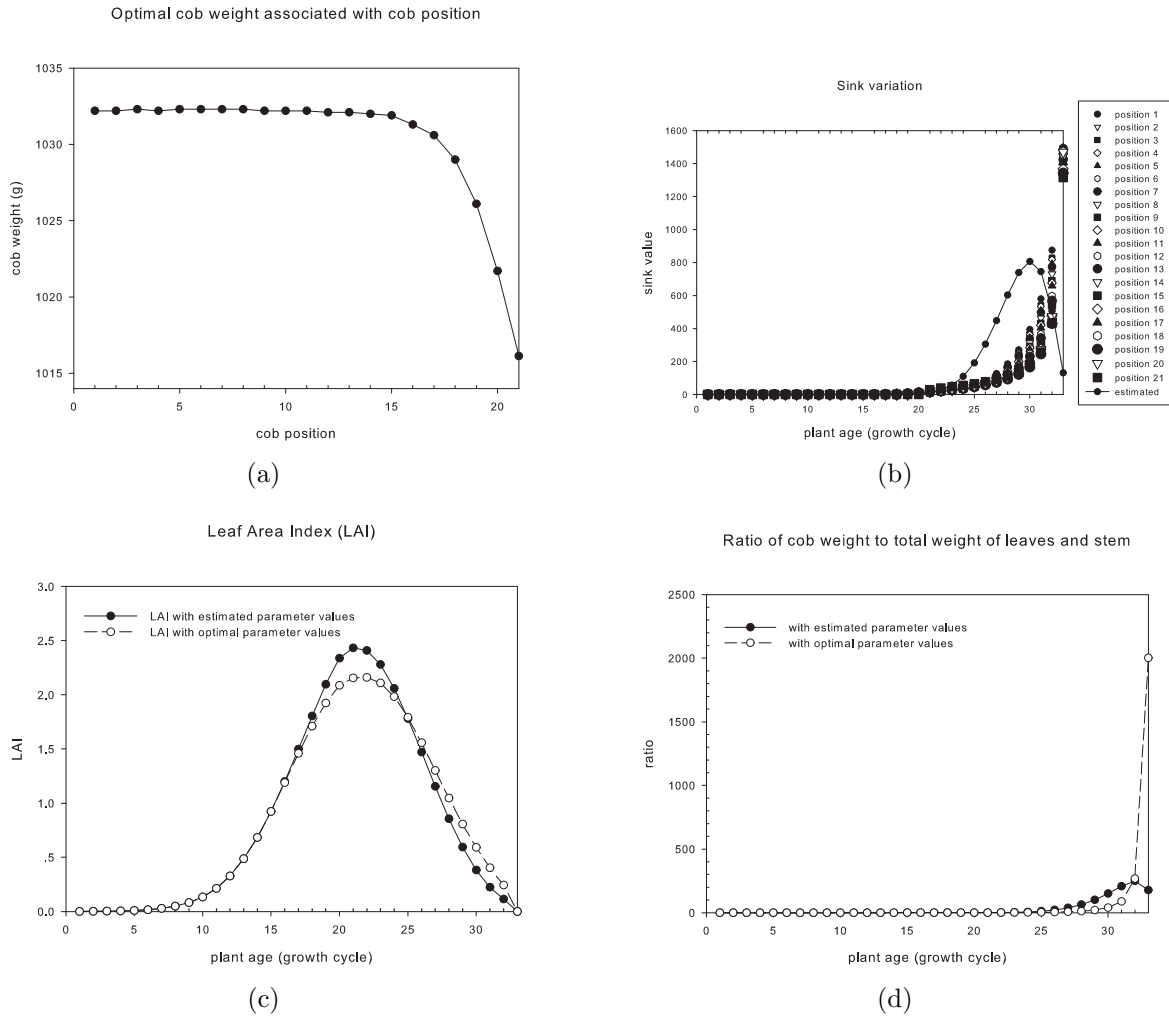 Optimal cob weight associated with cob position
1035
1030
1025
1020
1015
0
5
10
15
20
cob weight (g)
cob position
(a)
Sink variation
1600
1400
1200
1000
800
600
400
200
0
0
5
10
15
20
25
30
sink value
plant age (growth cycle)
position 1
position 2
position 3
position 4
position 5
position 6
position 7
position 8
position 9
position 10
position 11
position 12
position 13
position 14
position 15
position 16
position 17
position 18
position 19
position 20
position 21
estimated
(b)
Leaf Area Index (LAI)
3.0
2.5
2.0
1.5
1.0
.5
0.0
0
5
10
15
20
25
30
LAI
LAI with estimated parameter values
LAI with optimal parameter values
plant age (growth cycle)
(c)
Ratio of cob weight to total weight of leaves and stem
2500
2000
1500
1000
500
0
0
5
10
15
20
25
30
ratio
with estimated parameter values
with optimal parameter values
plant age (growth cycle)
(d)